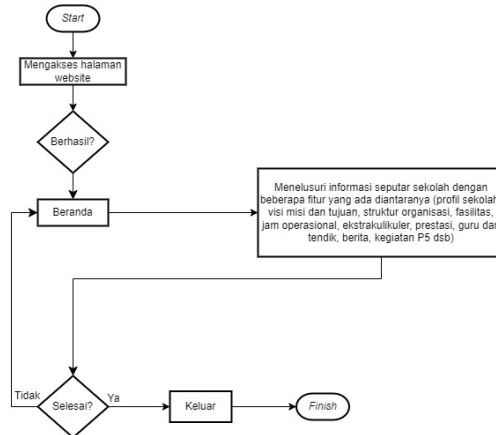 Start
Mengakses halaman
website
Berhasil?
Beranda
Menelusuri informasi seputar sekolah dengan
beberapa fitur yang ada diantaranya (profil sekolah,
visi misi dan tujuan, struktur organisasi, fasilitas,
jam operasional, ekstrakulikuler, prestasi, guru dan
tendik, berita, kegiatan P5 dsb)
Tidak
Selesai?
Ya
Keluar
Finish